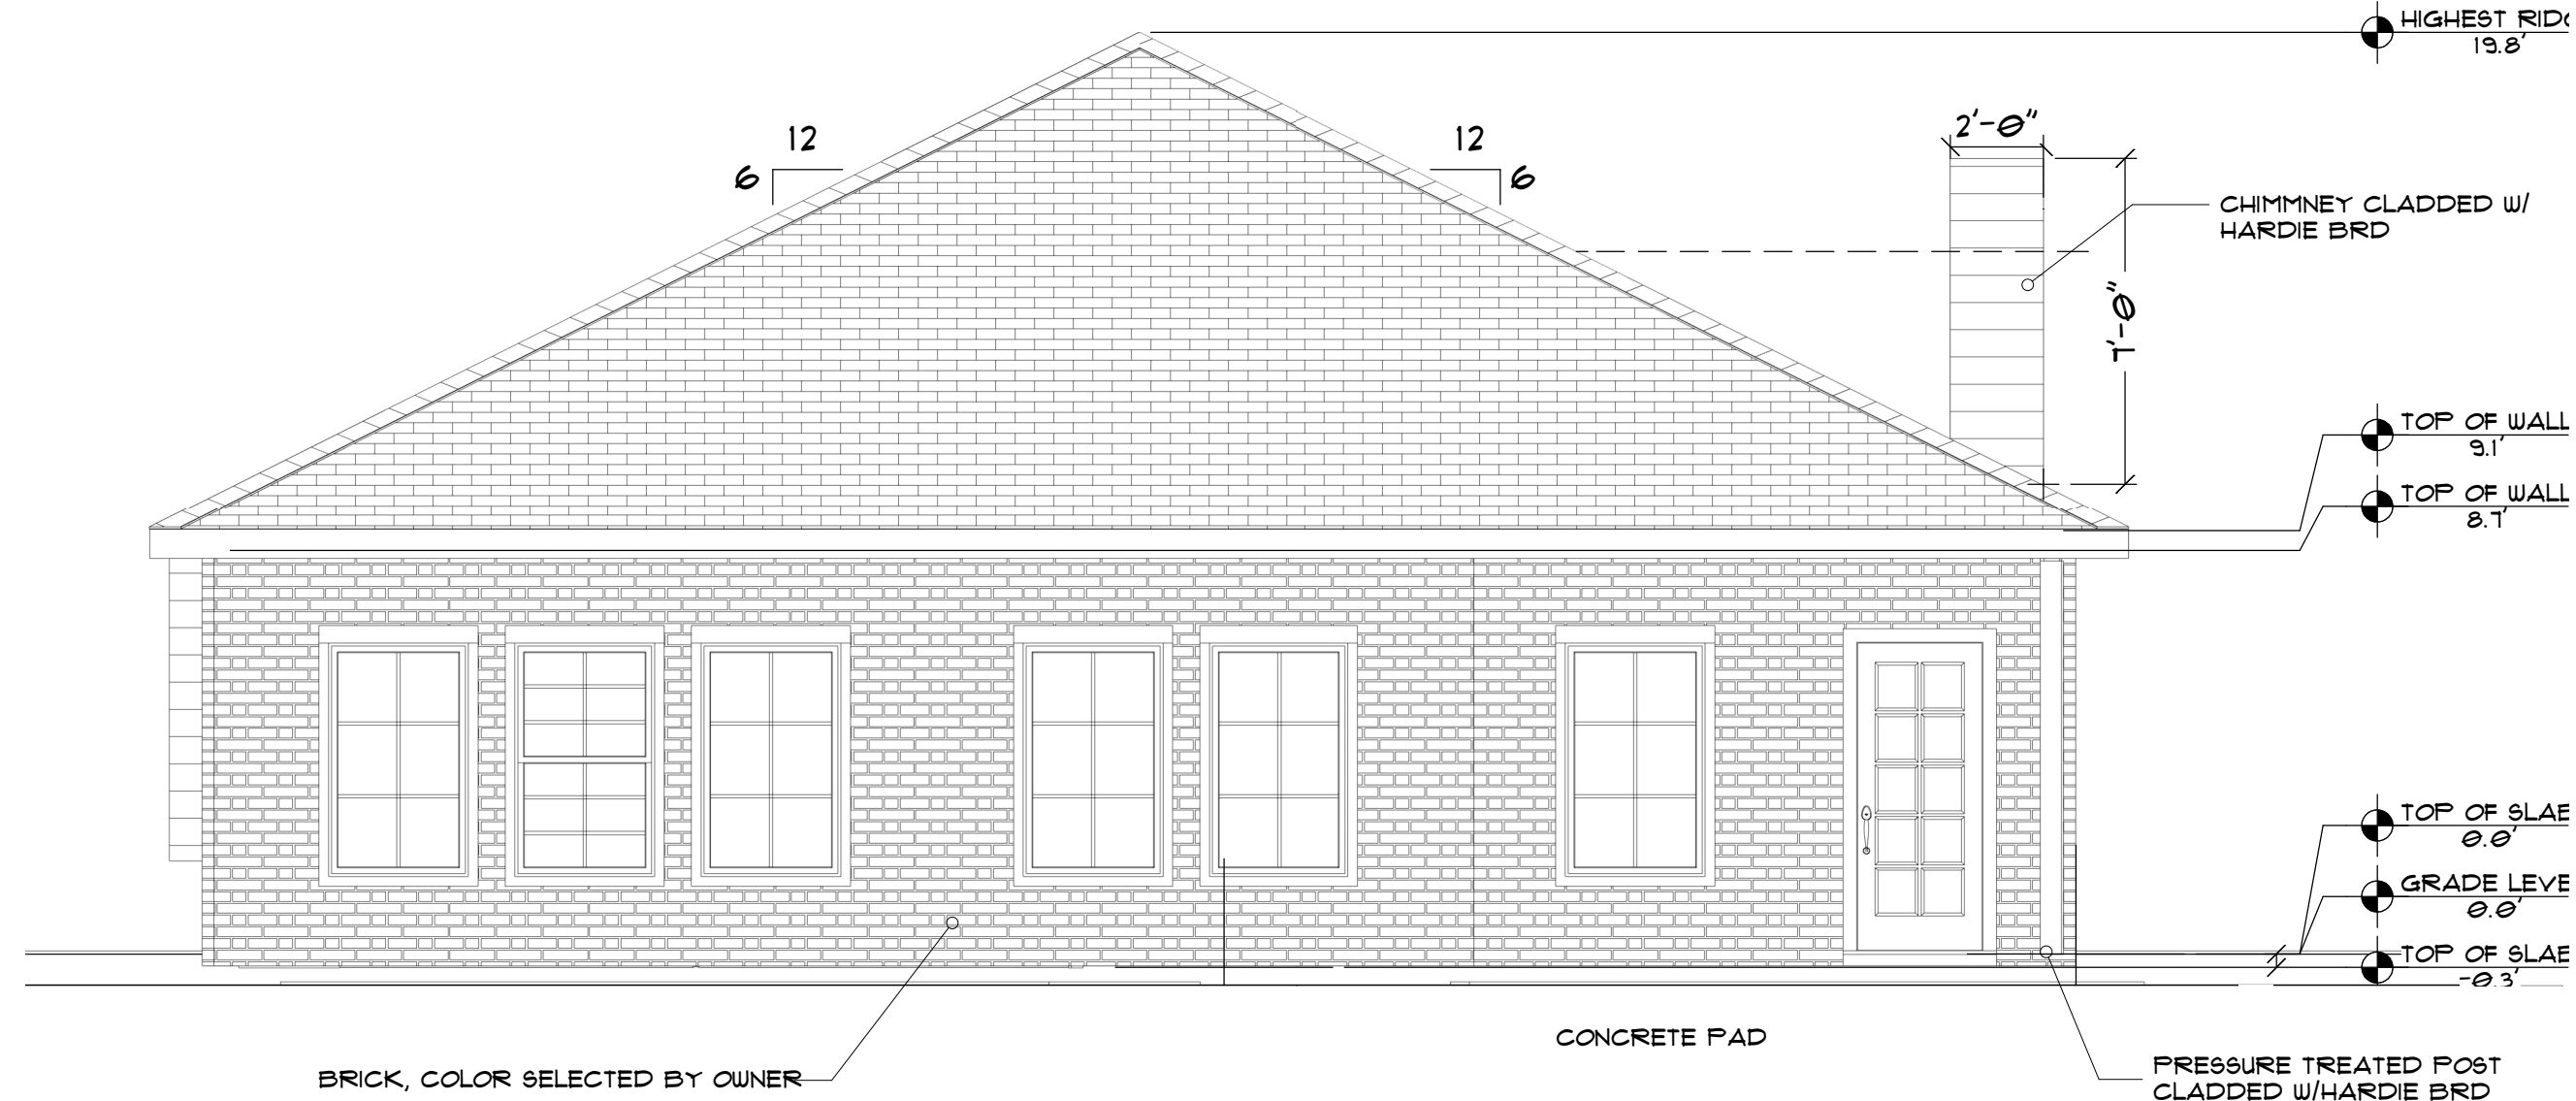 HIGHEST RIDG
19.8'
12
6
12
6
2'-0"
7'-0"
CHIMMNEY CLADDED W/
HARDIE BRD
TOP OF WALL
9.1'
TOP OF WALL
8.7'
TOP OF SLAB
0.0'
GRADE LEVE
0.0'
TOP OF SLAB
-0.3'
CONCRETE PAD
BRICK, COLOR SELECTED BY OWNER
PRESSURE TREATED POST
CLADDED W/HARDIE BRD